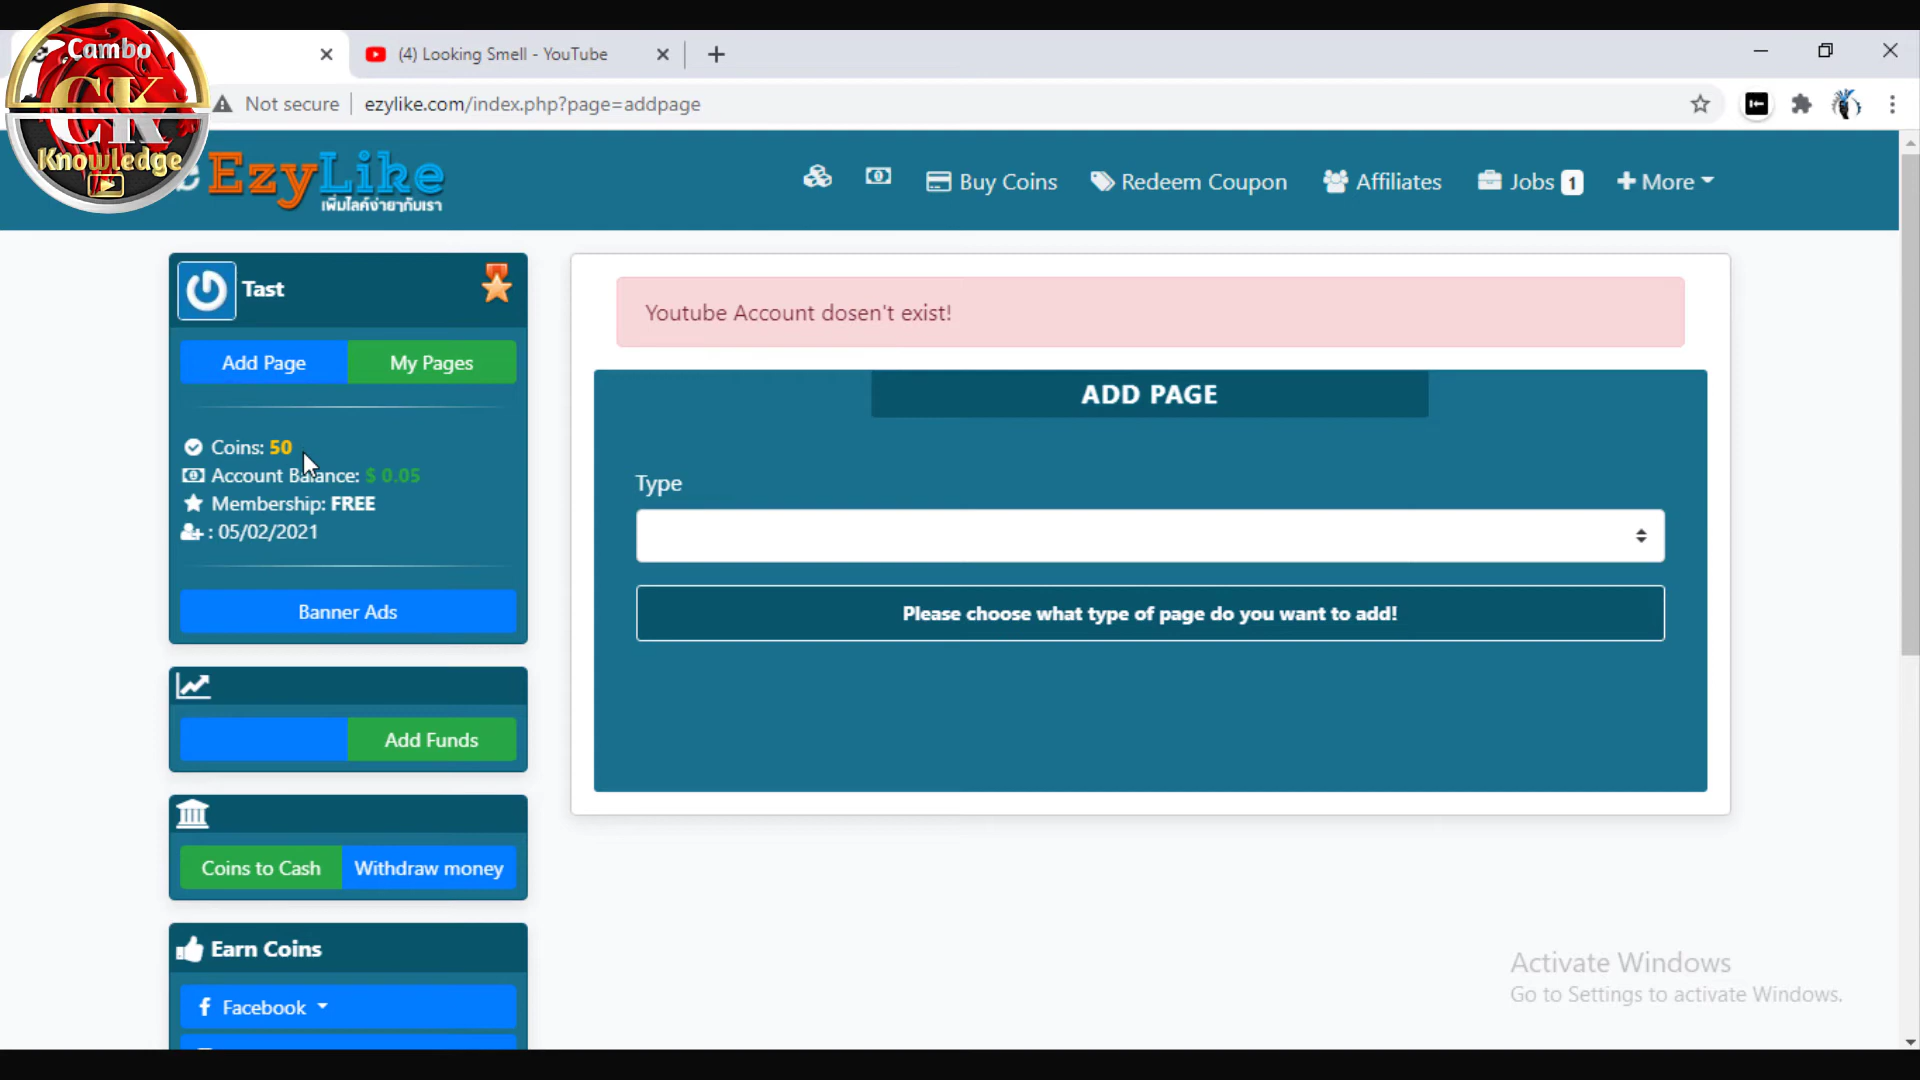 Cambo
CK
Knowledge
(4) Looking Smell - YouTube
Not secure
ezylike.com/index.php?page=addpage
EzyLike
เพิ่มไลค์ง่ายๆกับเรา
Buy Coins
Redeem Coupon
Affiliates
Jobs 1
More
Tast
Add Page
My Pages
Coins: 50
Account Balance: $ 0.05
Membership: FREE
: 05/02/2021
Banner Ads
Add Funds
Coins to Cash
Withdraw money
Earn Coins
Facebook
Youtube Account dosen't exist!
ADD PAGE
Type
Please choose what type of page do you want to add!
Activate Windows
Go to Settings to activate Windows.